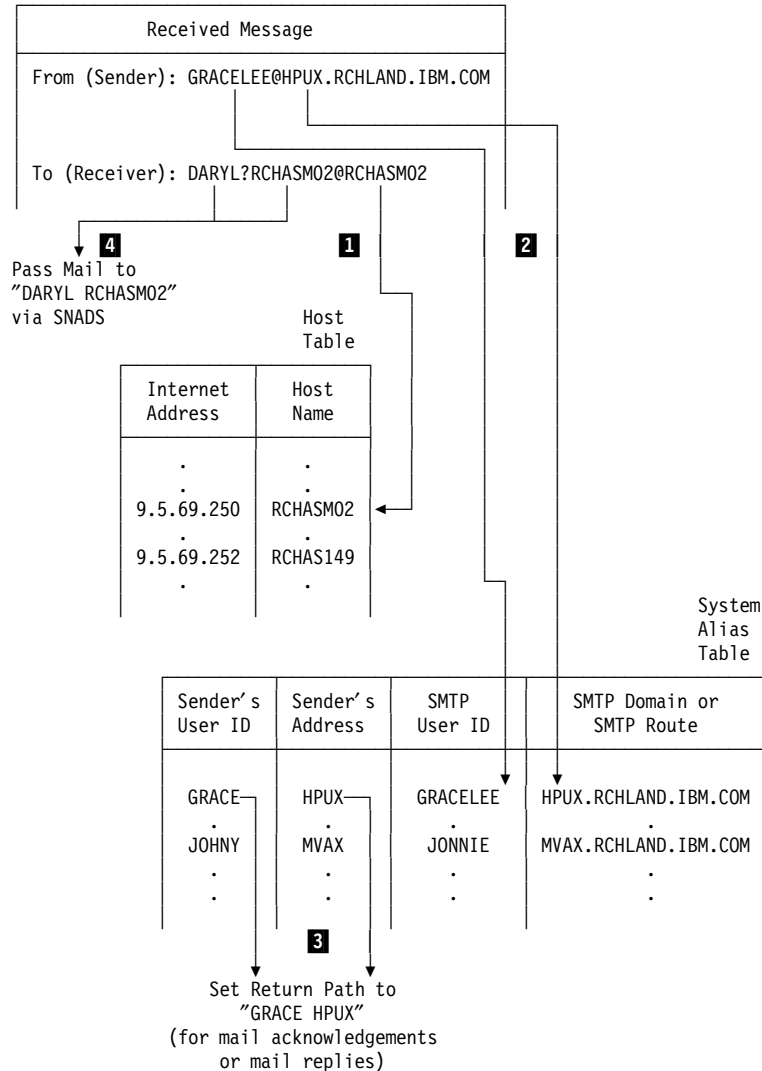 Received Message
From (Sender): GRACELEE@HPUX.RCHLAND.IBM.COM
To (Receiver): DARYL?RCHASMO2@RCHASMO2
4
1
2
Pass Mail to
″DARYL RCHASMO2″
via SNADS
Host
Table
Internet Host
Address Name
. .
. .
9.5.69.250 RCHASMO2
. .
9.5.69.252 RCHAS149
. .
System
Alias
Table
Sender′s Sender′s SMTP SMTP Domain or
User ID Address User ID SMTP Route
GRACE HPUX GRACELEE HPUX.RCHLAND.IBM.COM
. . . .
JOHNY MVAX JONNIE MVAX.RCHLAND.IBM.COM
. . . .
. . . .
3
Set Return Path to
″GRACE HPUX″
(for mail acknowledgements
or mail replies)